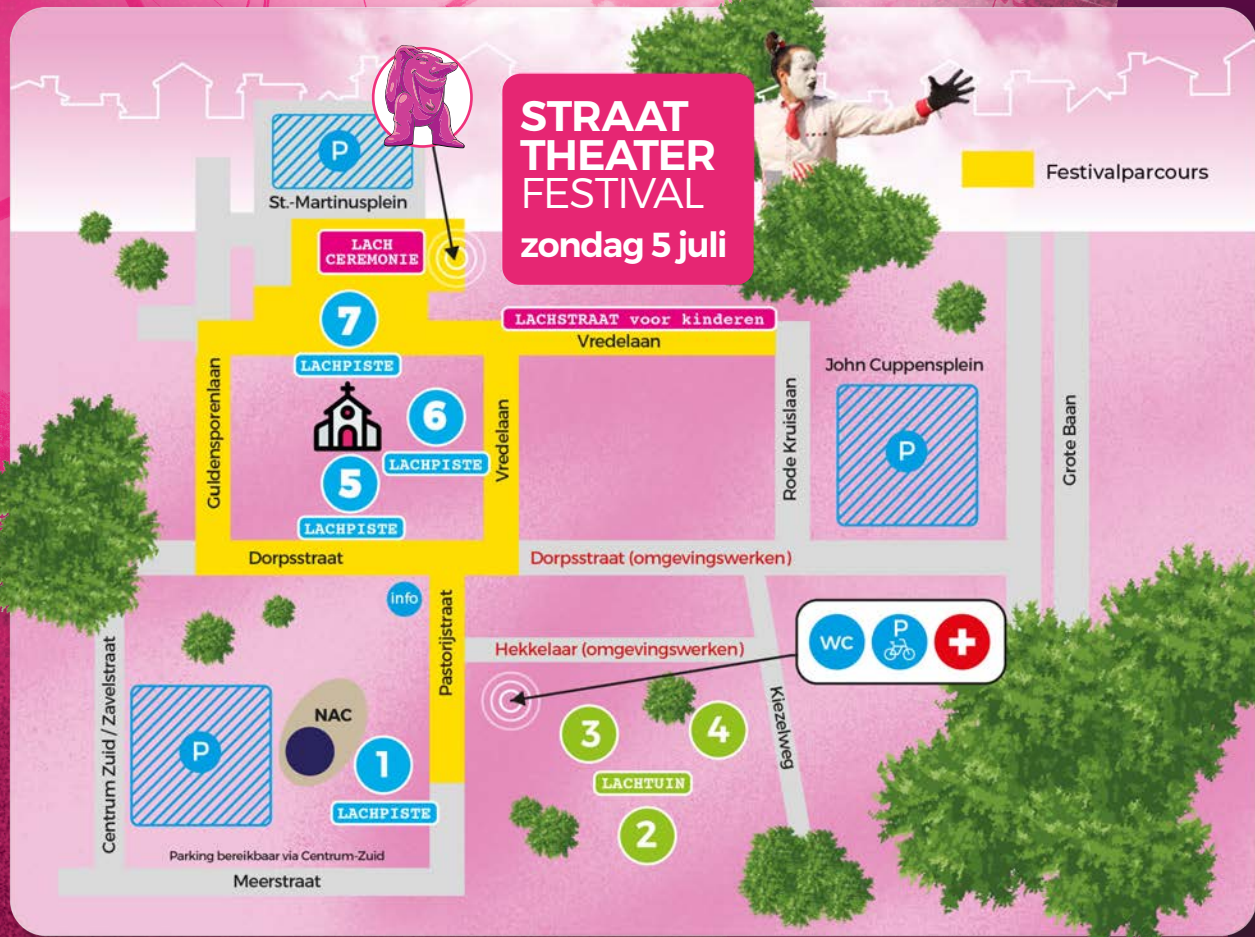 STRAAT
THEATER
FESTIVAL
zondag 5 juli
Festivalparcours
P
St.-Martinusplein
LACH
CEREMONIE
7
LACHPISTE
LACHSTRAAT voor kinderen
Vredelaan
John Cuppensplein
P
Guldensporenlaan
6
LACHPISTE
5
LACHPISTE
Vredelaan
Rode Kruislaan
Grote Baan
Dorpsstraat
Dorpsstraat (omgevingswerken)
info
Pastorijstraat
Hekkelaar (omgevingswerken)
WC
P
Centrum Zuid / Zavelstraat
P
NAC
1
LACHPISTE
3
4
LACHTUIN
2
Kiezelweg
Parking bereikbaar via Centrum-Zuid
Meerstraat